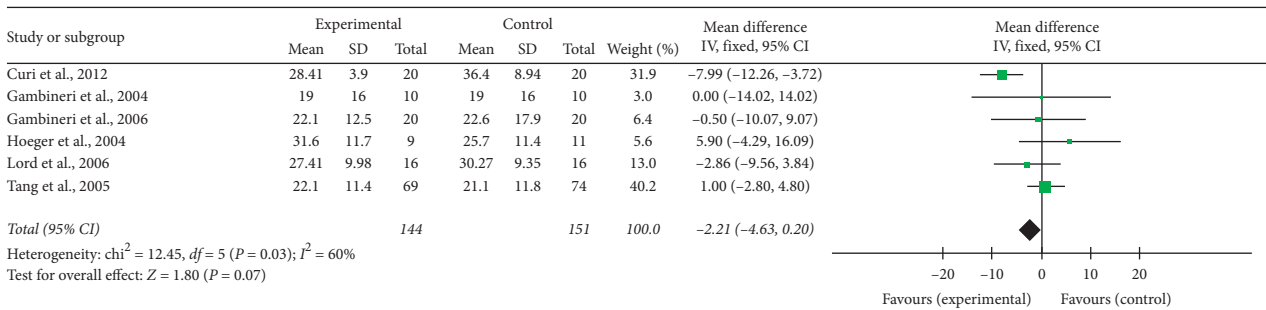 Study or subgroup Experimental Control Weight (%) Mean difference IV, fixed, 95% CI Mean difference IV, fixed, 95% CI
Mean SD Total Mean SD Total
Curi et al., 2012 28.41 3.9 20 36.4 8.94 20 31.9 –7.99 (–12.26, –3.72)
Gambineri et al., 2004 19 16 10 19 16 10 3.0 0.00 (–14.02, 14.02)
Gambineri et al., 2006 22.1 12.5 20 22.6 17.9 20 6.4 –0.50 (–10.07, 9.07)
Hoeger et al., 2004 31.6 11.7 9 25.7 11.4 11 5.6 5.90 (–4.29, 16.09)
Lord et al., 2006 27.41 9.98 16 30.27 9.35 16 13.0 –2.86 (–9.56, 3.84)
Tang et al., 2005 22.1 11.4 69 21.1 11.8 74 40.2 1.00 (–2.80, 4.80)
Total (95% CI) 144 151 100.0 –2.21 (–4.63, 0.20)
Heterogeneity: chi² = 12.45, df = 5 (P = 0.03); I² = 60%
Test for overall effect: Z = 1.80 (P = 0.07)
–20 –10 0 10 20
Favours (experimental) Favours (control)